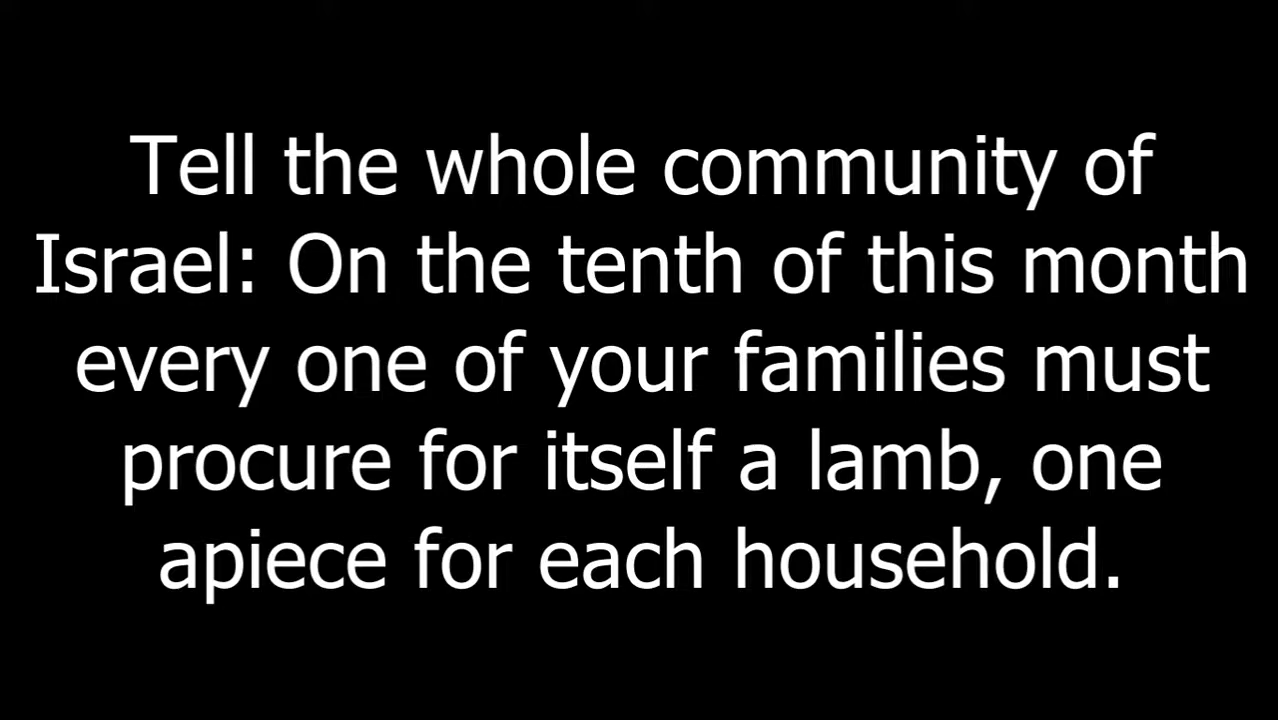 Tell the whole community of
Israel: On the tenth of this month
every one of your families must
procure for itself a lamb, one
apiece for each household.